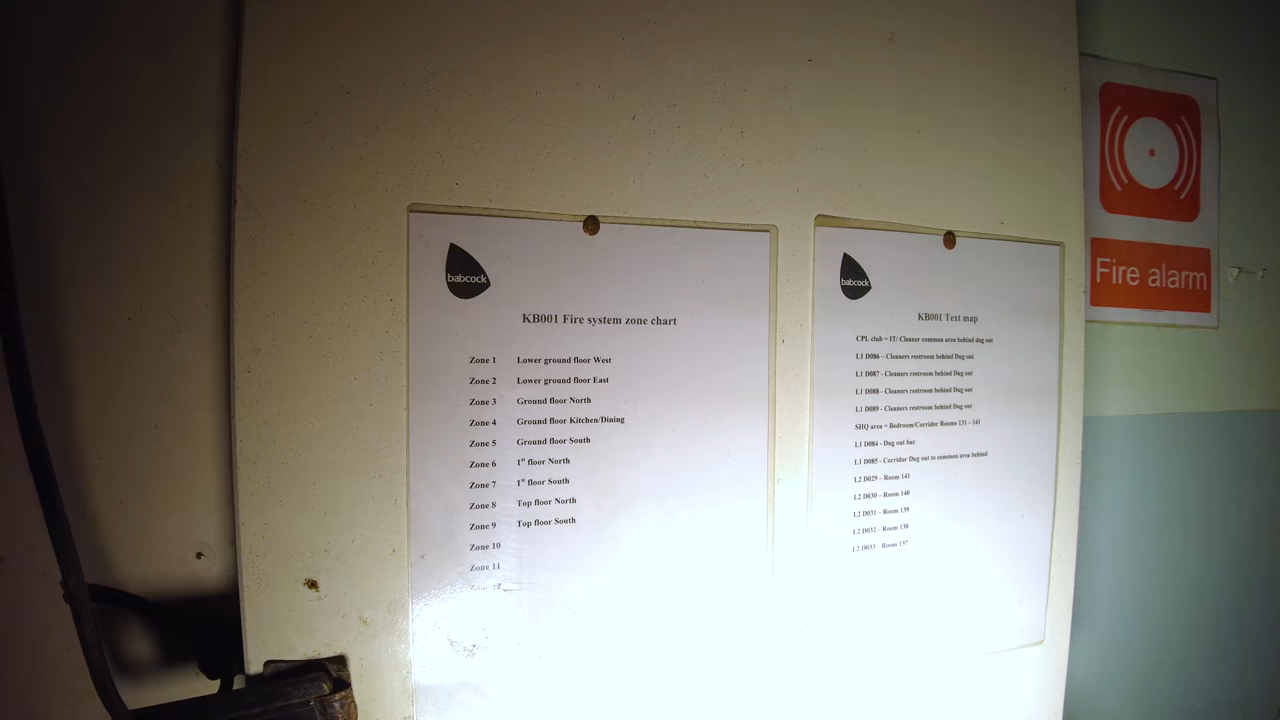 babcock
KB001 Fire system zone chart
Zone 1 Lower ground floor West
Zone 2 Lower ground floor East
Zone 3 Ground floor North
Zone 4 Ground floor Kitchen/Dining
Zone 5 Ground floor South
Zone 6 1st floor North
Zone 7 1st floor South
Zone 8 Top floor North
Zone 9 Top floor South
Zone 10
Zone 11
Zone 12
babcock
KB001 Text map
CPL club = IT/ Cleaner common area behind dug out
L1 D086 – Cleaners restroom behind Dug out
L1 D087 - Cleaners restroom behind Dug out
L1 D088 - Cleaners restroom behind Dug out
L1 D089 - Cleaners restroom behind Dug out
SHQ area = Bedroom/Corridor Rooms 131 – 141
L1 D084 - Dug out bar
L1 D085 - Corridor Dug out to common area behind
L2 D029 – Room 141
L2 D030 – Room 140
L2 D031 – Room 139
L2 D032 – Room 138
L2 D033 – Room 137
Fire alarm